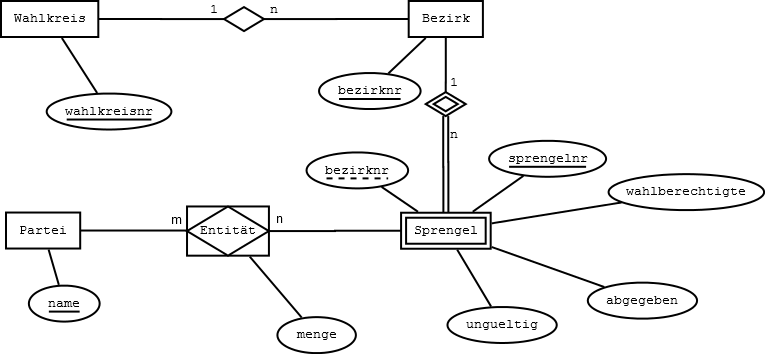 Wahlkreis
1
n
Bezirk
bezirknr
wahlkreisnr
1
n
bezirknr
sprengelnr
wahlberechtigte
Partei
m
Entität
n
Sprengel
name
menge
ungueltig
abgegeben